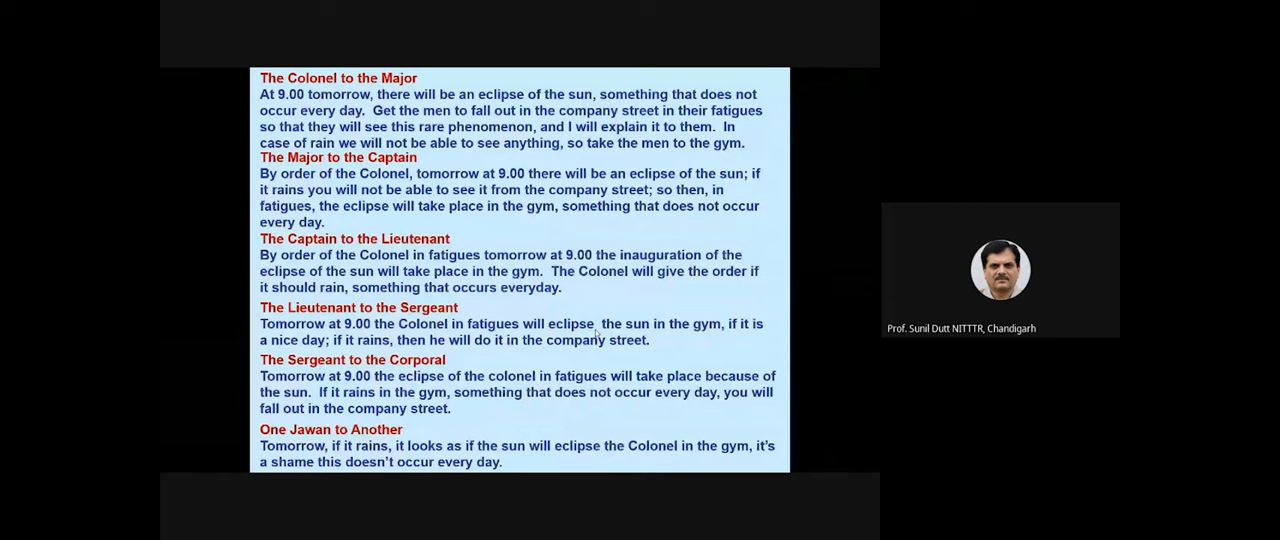 The Colonel to the Major
At 9.00 tomorrow, there will be an eclipse of the sun, something that does not
occur every day.  Get the men to fall out in the company street in their fatigues
so that they will see this rare phenomenon, and I will explain it to them.  In
case of rain we will not be able to see anything, so take the men to the gym.
The Major to the Captain
By order of the Colonel, tomorrow at 9.00 there will be an eclipse of the sun; if
it rains you will not be able to see it from the company street; so then, in
fatigues, the eclipse will take place in the gym, something that does not occur
every day.
The Captain to the Lieutenant
By order of the Colonel in fatigues tomorrow at 9.00 the inauguration of the
eclipse of the sun will take place in the gym.  The Colonel will give the order if
it should rain, something that occurs everyday.
The Lieutenant to the Sergeant
Tomorrow at 9.00 the Colonel in fatigues will eclipse the sun in the gym, if it is
a nice day; if it rains, then he will do it in the company street.
The Sergeant to the Corporal
Tomorrow at 9.00 the eclipse of the colonel in fatigues will take place because of
the sun.  If it rains in the gym, something that does not occur every day, you will
fall out in the company street.
One Jawan to Another
Tomorrow, if it rains, it looks as if the sun will eclipse the Colonel in the gym, it's
a shame this doesn't occur every day.
Prof. Sunil Dutt NITTTR, Chandigarh